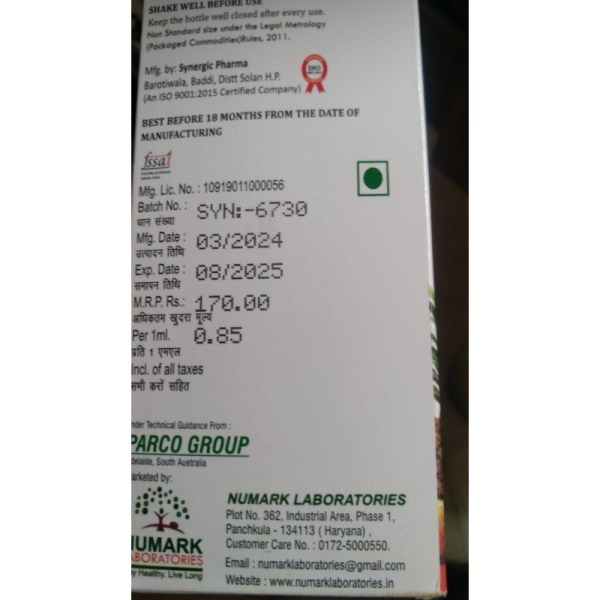 SHAKE WELL BEFORE USE
Keep the bottle well closed after every use.
Non Standard size under the Legal Metrology
(Packaged Commodities)Rules, 2011.
Mfg. by: Synergic Pharma
Barotiwala, Baddi, Distt Solan H.P.
(An ISO 9001:2015 Certified Company)
ISO
BEST BEFORE 18 MONTHS FROM THE DATE OF
MANUFACTURING
fssai
Mfg. Lic. No. : 10919011000056
Batch No. : SYN:-6730
घान संख्या
Mfg. Date : 03/2024
उत्पादन तिथि
Exp. Date : 08/2025
समापन तिथि
M.R.P. Rs.: 170.00
अधिकतम खुदरा मूल्य
Per 1ml. 0.85
प्रति 1 एमएल
Incl. of all taxes
सभी करों सहित
nder Technical Guidance From :
PARCO GROUP
delaide, South Australia
arketed by:
NUMARK
ABORATORIES
y Healthy. Live Long
NUMARK LABORATORIES
Plot No. 362, Industrial Area, Phase 1,
Panchkula - 134113 ( Haryana) ,
Customer Care No. : 0172-5000550.
Email : numarklaboratories@gmail.com
Website : www.numarklaboratories.in